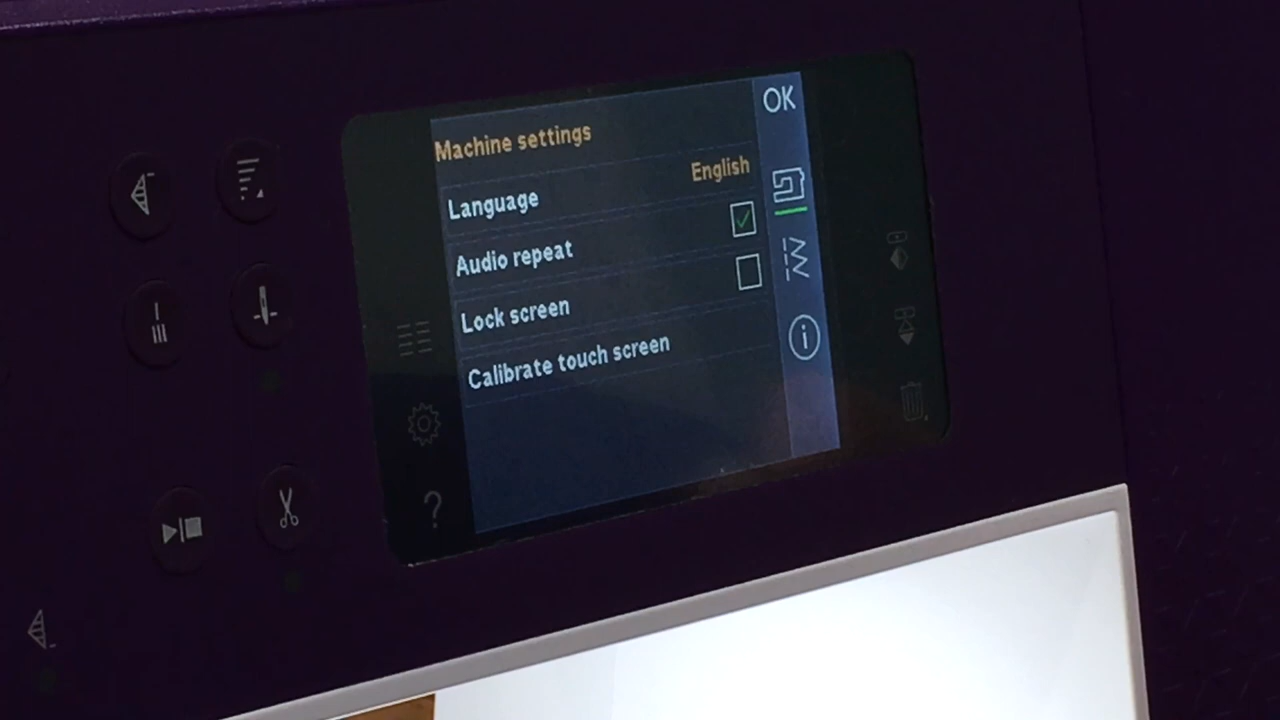 OK
Machine settings
Language English
Audio repeat
Lock screen
Calibrate touch screen
i
?